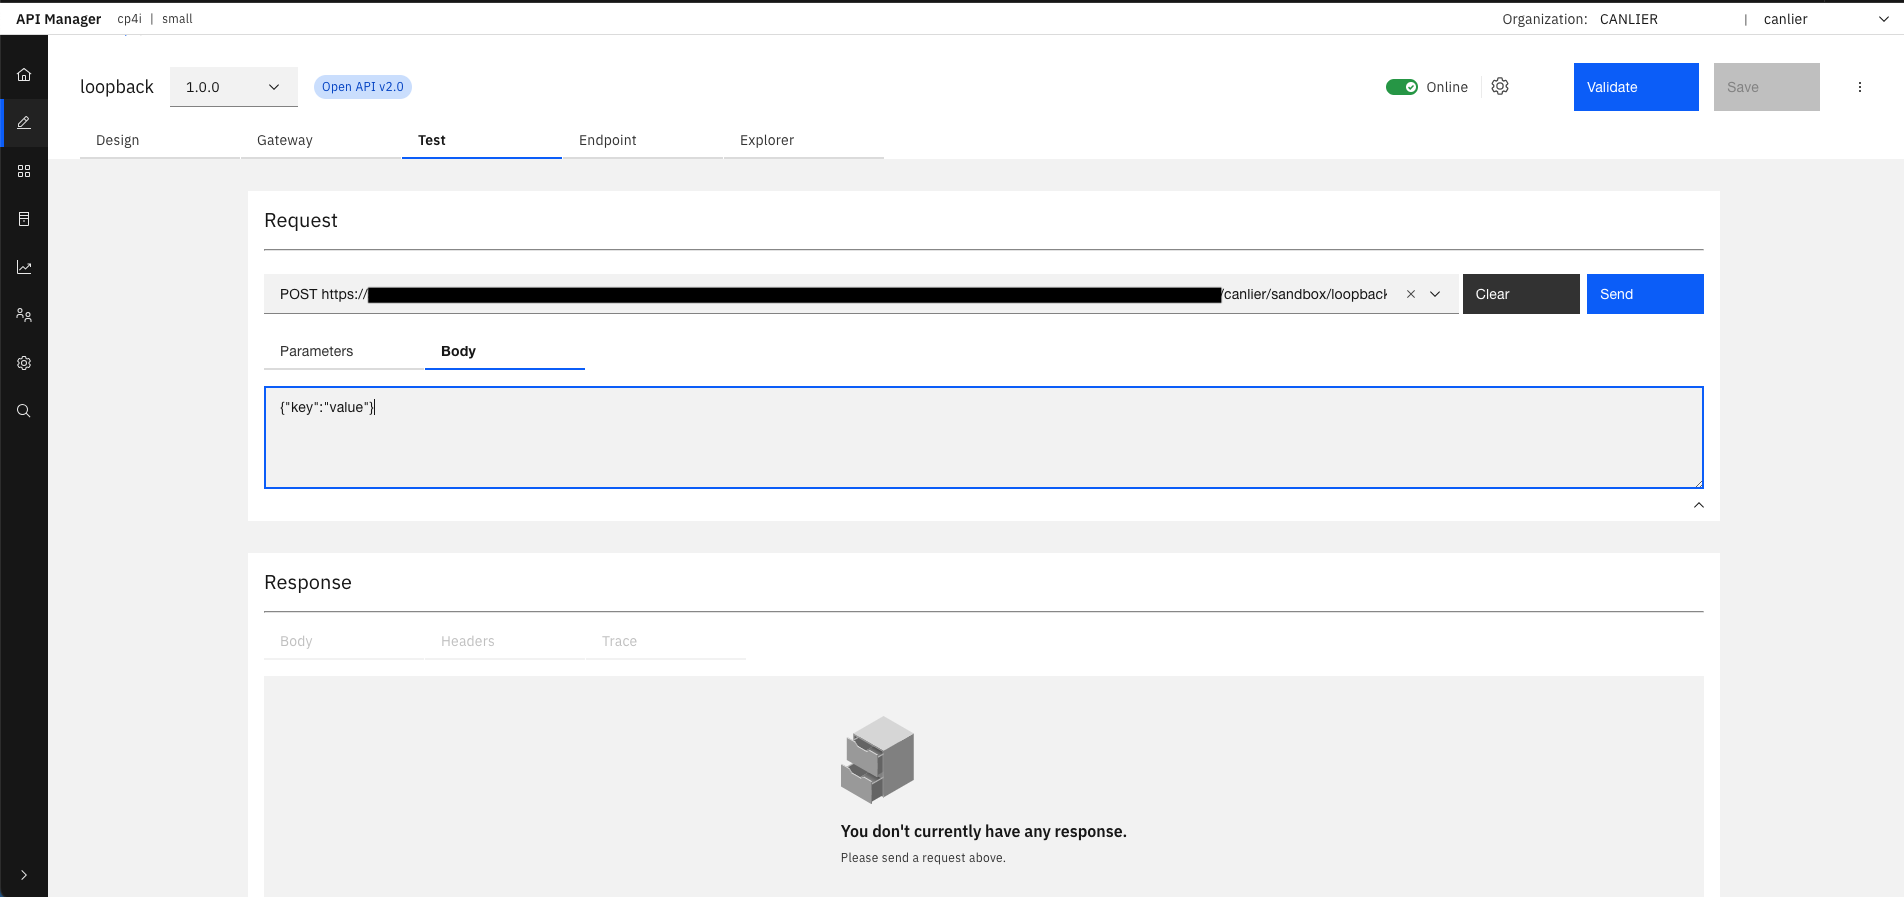 API Manager cp4i | small Organization: CANLIER | canlier
loopback 1.0.0 Open API v2.0 Online Validate Save
Design Gateway Test Endpoint Explorer
Request
POST https:// /canlier/sandbox/loopback Clear Send
Parameters Body
{"key":"value"}
Response
Body Headers Trace
You don't currently have any response.
Please send a request above.